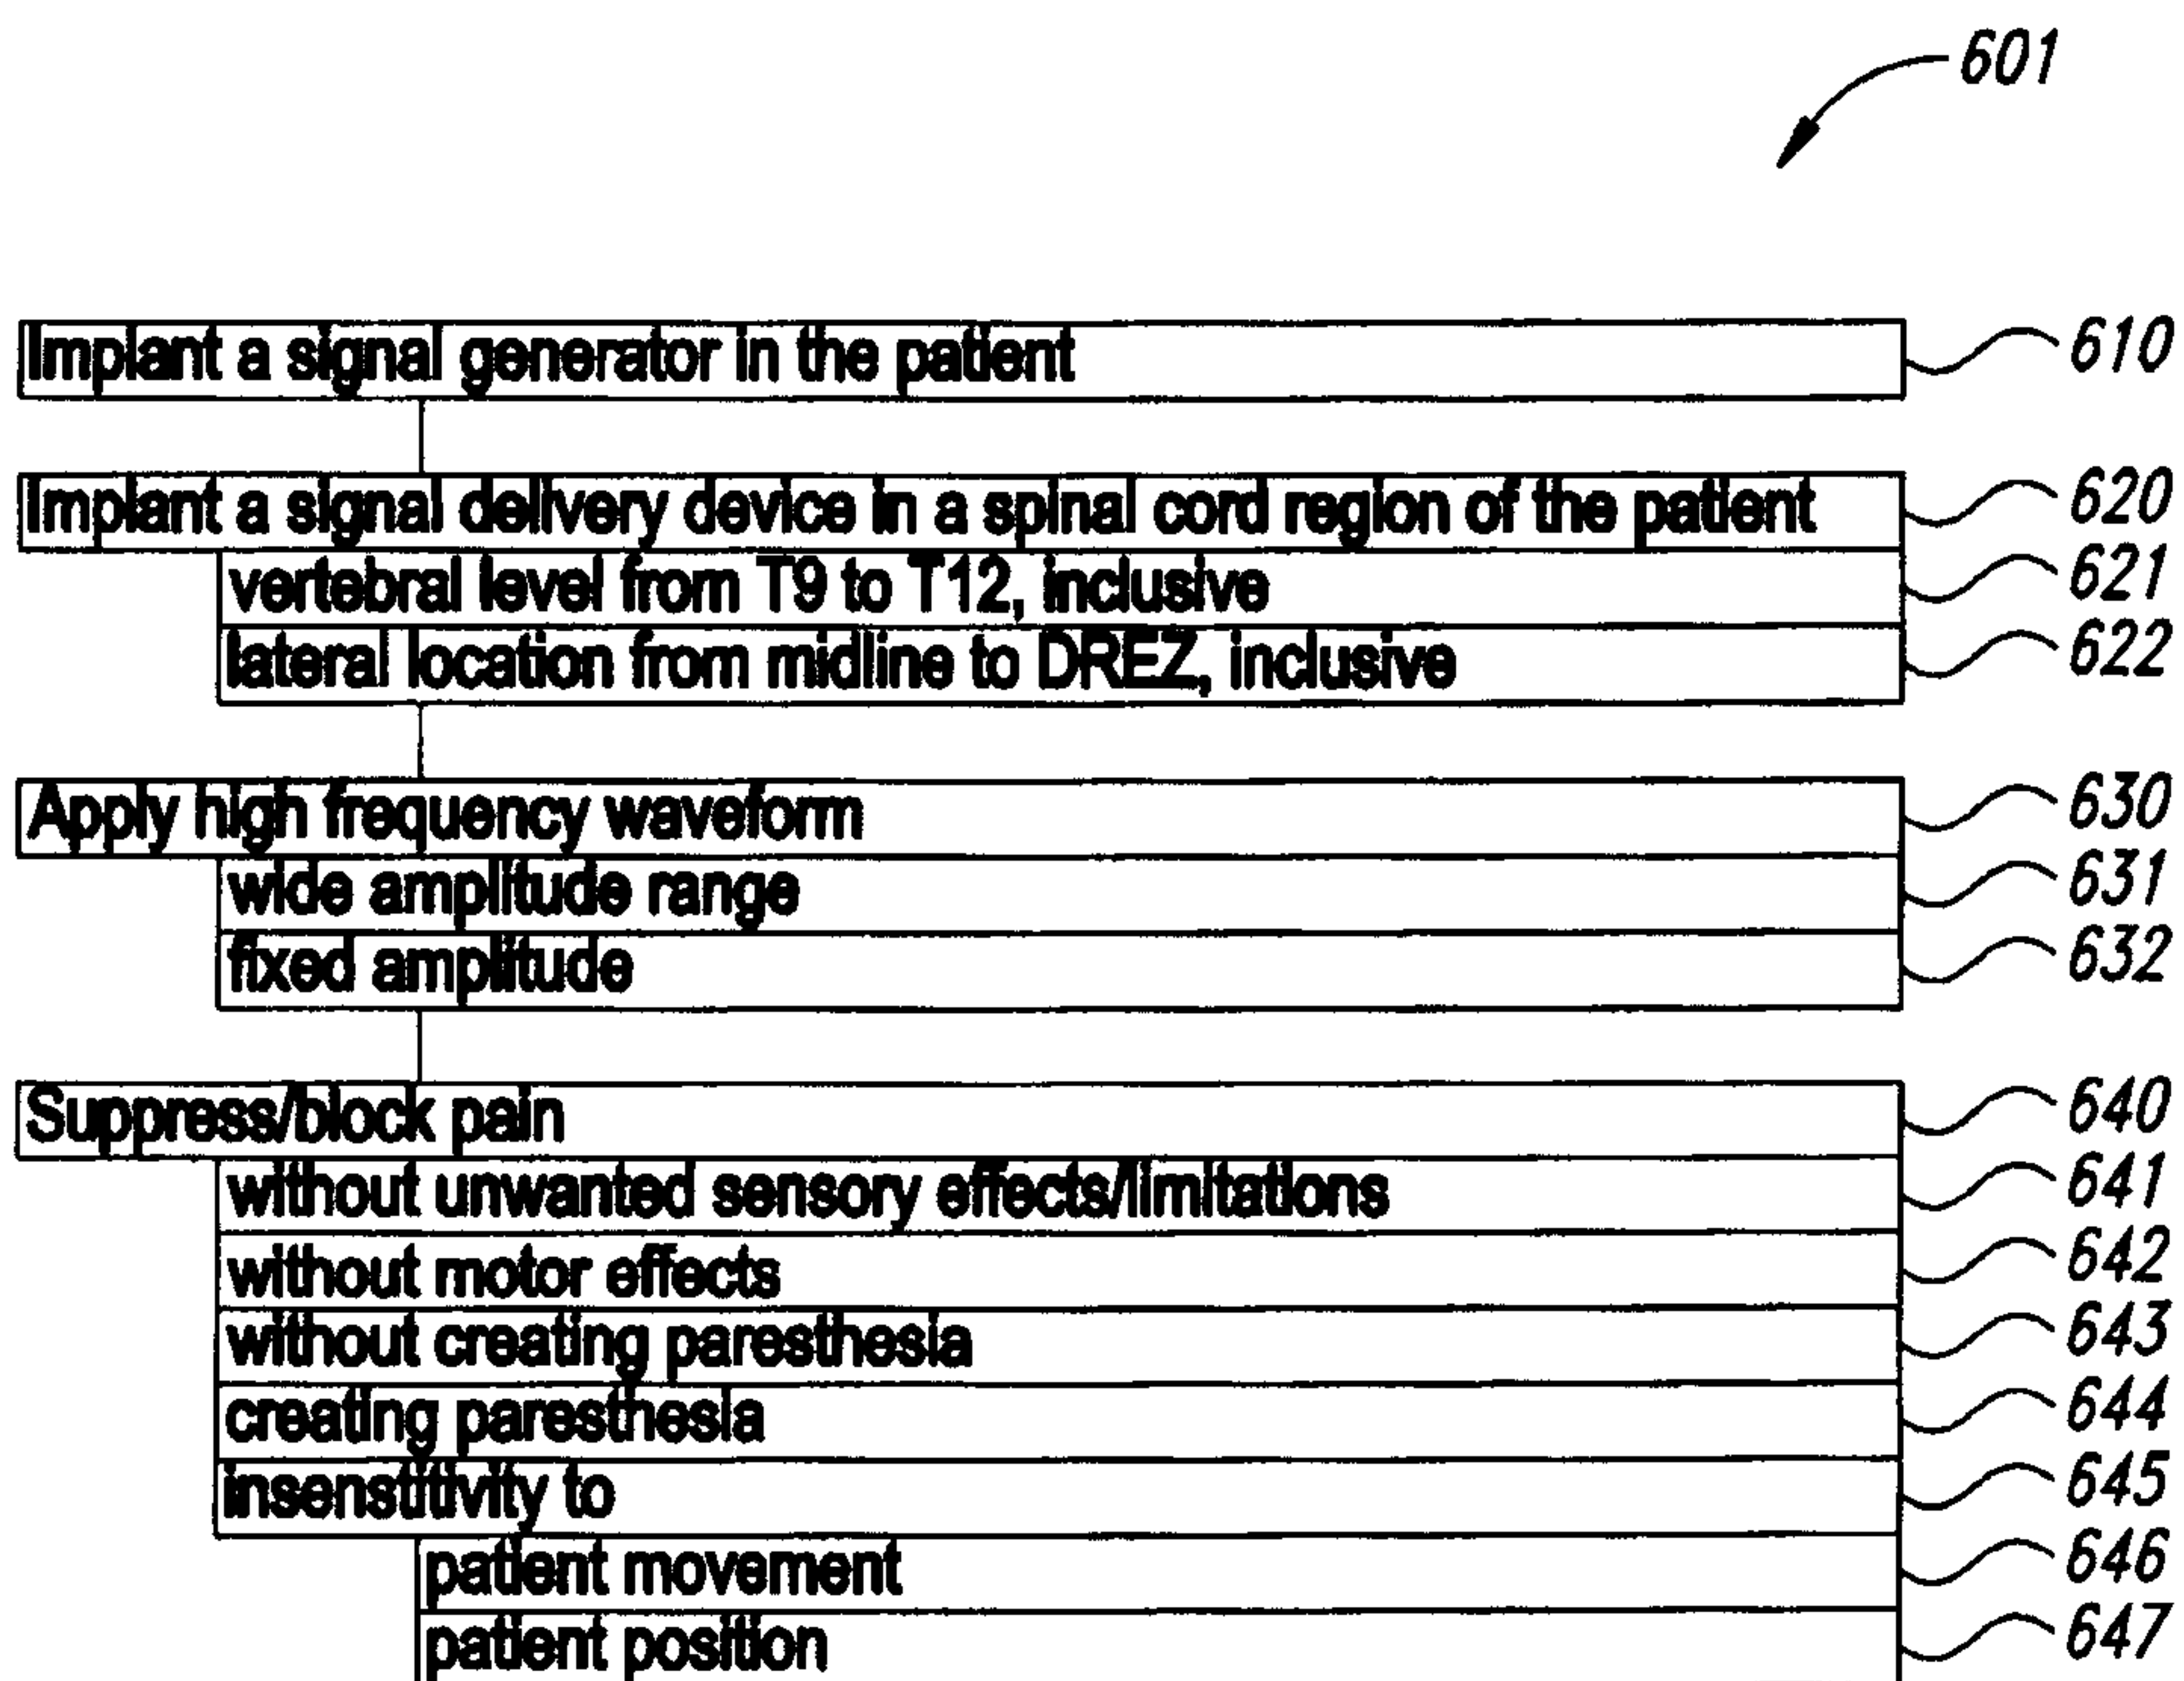 601
Implant a signal generator in the patient 610
Implant a signal delivery device in a spinal cord region of the patient 620
vertebral level from T9 to T12, inclusive 621
lateral location from midline to DREZ, inclusive 622
Apply high frequency waveform 630
wide amplitude range 631
fixed amplitude 632
Suppress/block pain 640
without unwanted sensory effects/limitations 641
without motor effects 642
without creating paresthesia 643
creating paresthesia 644
insenstitivity to 645
patient movement 646
patient position 647